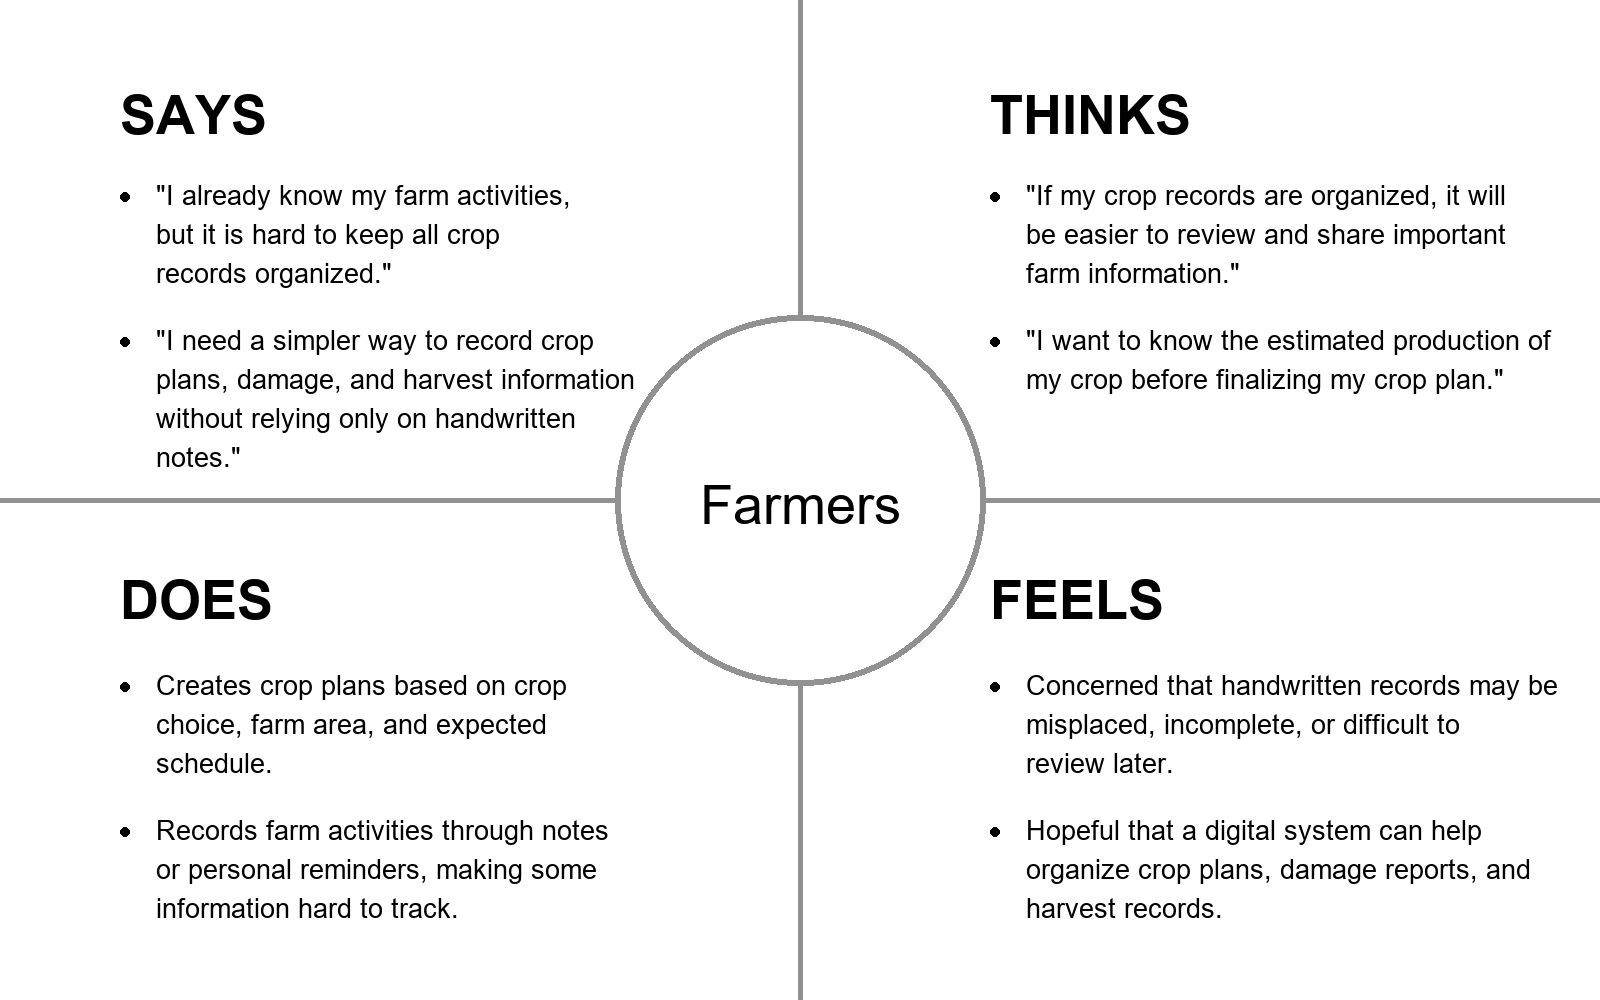 SAYS
"I already know my farm activities,
but it is hard to keep all crop
records organized."
"I need a simpler way to record crop
plans, damage, and harvest information
without relying only on handwritten
notes."
THINKS
"If my crop records are organized, it will
be easier to review and share important
farm information."
"I want to know the estimated production of
my crop before finalizing my crop plan."
Farmers
DOES
Creates crop plans based on crop
choice, farm area, and expected
schedule.
Records farm activities through notes
or personal reminders, making some
information hard to track.
FEELS
Concerned that handwritten records may be
misplaced, incomplete, or difficult to
review later.
Hopeful that a digital system can help
organize crop plans, damage reports, and
harvest records.